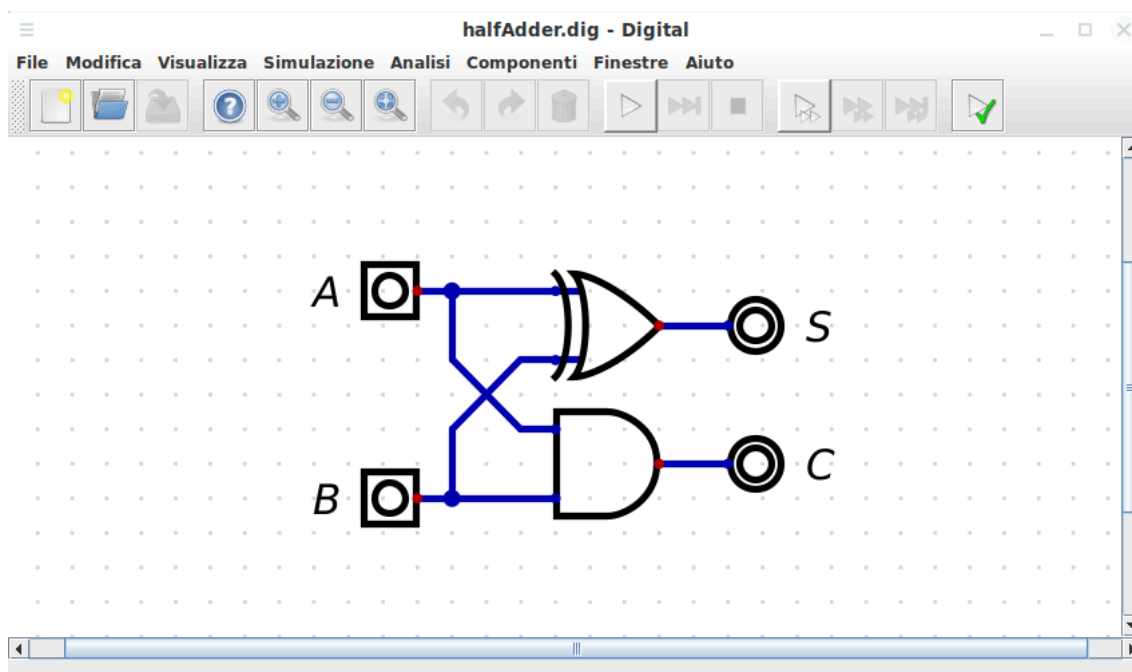 halfAdder.dig - Digital
File Modifica Visualizza Simulazione Analisi Componenti Finestre Aiuto
A
S
B
C